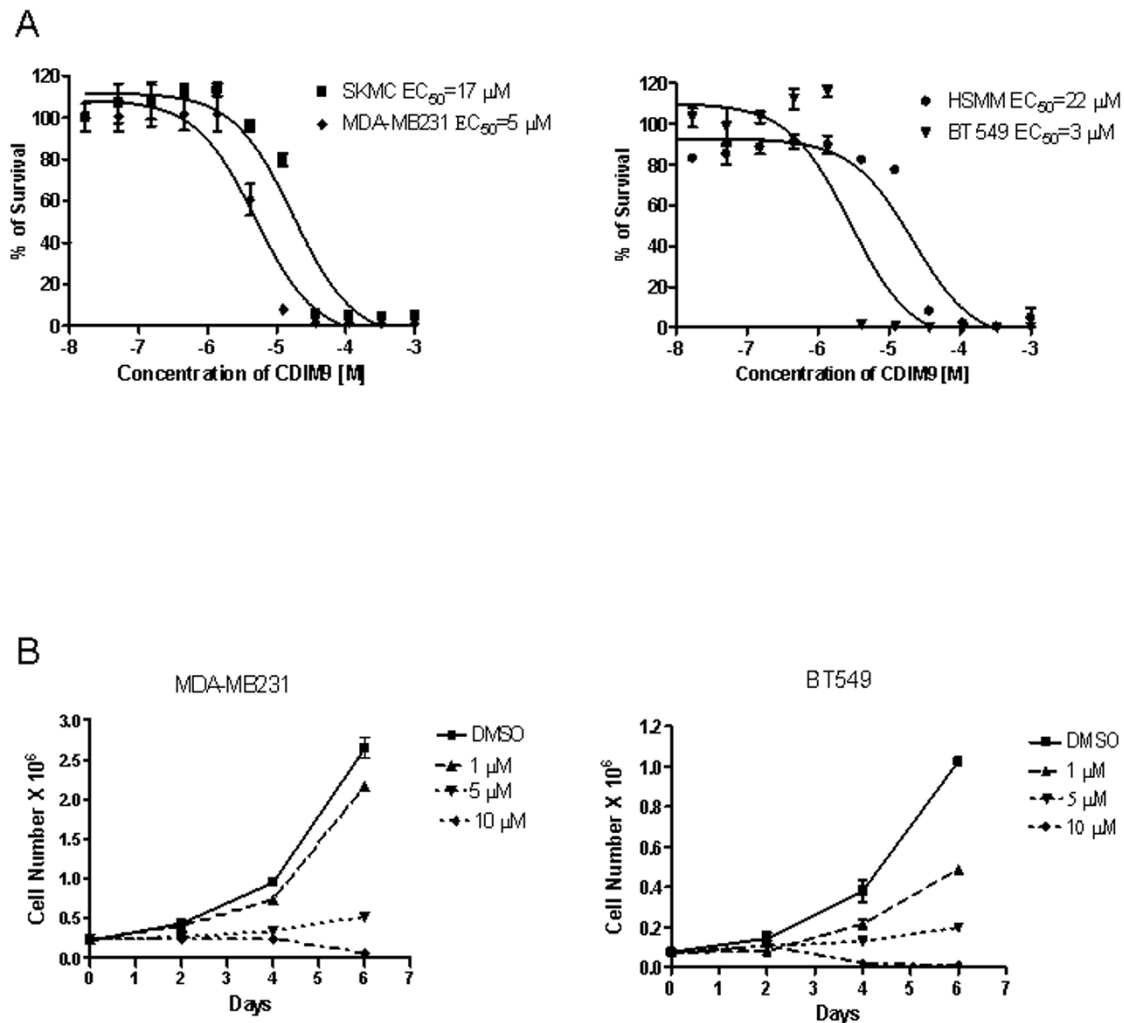 A
120
100
80
60
40
20
0
% of Survival
-8 -7 -6 -5 -4 -3
Concentration of CDIM9 [M]
SKMC EC50=17 µM
MDA-MB231 EC50=5 µM
120
100
80
60
40
20
0
% of Survival
-8 -7 -6 -5 -4 -3
Concentration of CDIM9 [M]
HSMM EC50=22 µM
BT549 EC50=3 µM
B
MDA-MB231
3.0
2.5
2.0
1.5
1.0
0.5
0.0
Cell Number X 10⁶
0 1 2 3 4 5 6 7
Days
DMSO
1 µM
5 µM
10 µM
BT549
1.2
1.0
0.8
0.6
0.4
0.2
0.0
Cell Number X 10⁶
0 1 2 3 4 5 6 7
Days
DMSO
1 µM
5 µM
10 µM